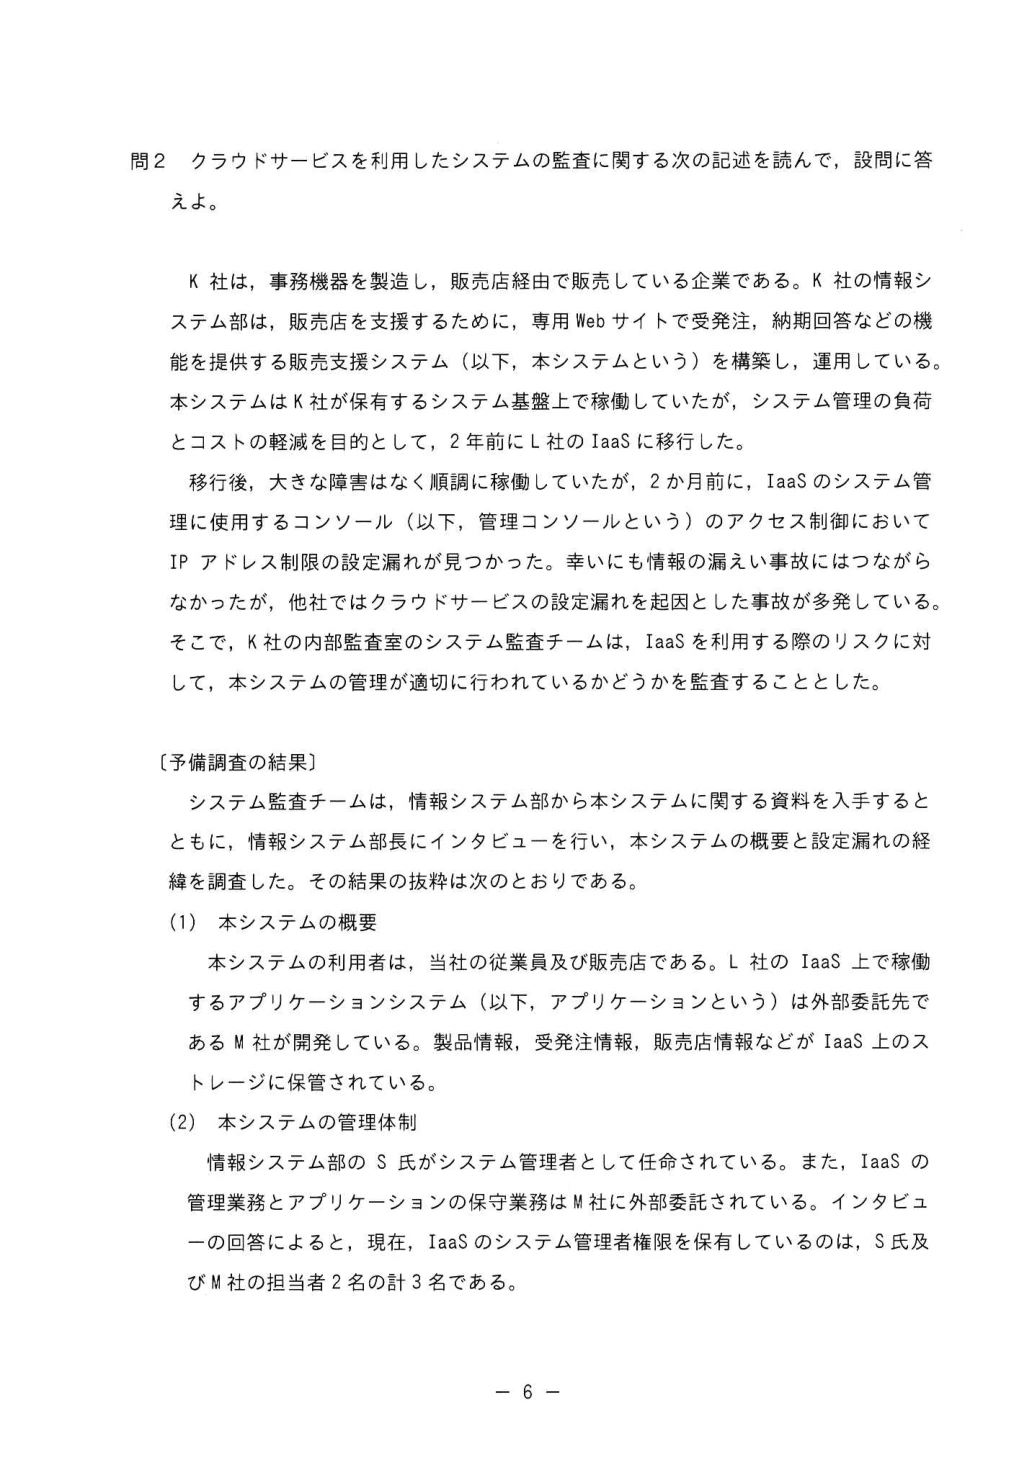 問2　クラウドサービスを利用したシステムの監査に関する次の記述を読んで，設問に答
えよ。
K 社は，事務機器を製造し，販売店経由で販売している企業である。K 社の情報シ
ステム部は，販売店を支援するために，専用 Web サイトで受発注，納期回答などの機
能を提供する販売支援システム（以下，本システムという）を構築し，運用している。
本システムは K 社が保有するシステム基盤上で稼働していたが，システム管理の負荷
とコストの軽減を目的として，2 年前に L 社の IaaS に移行した。
移行後，大きな障害はなく順調に稼働していたが，2 か月前に，IaaS のシステム管
理に使用するコンソール（以下，管理コンソールという）のアクセス制御において
IP アドレス制限の設定漏れが見つかった。幸いにも情報の漏えい事故にはつながら
なかったが，他社ではクラウドサービスの設定漏れを起因とした事故が多発している。
そこで，K 社の内部監査室のシステム監査チームは，IaaS を利用する際のリスクに対
して，本システムの管理が適切に行われているかどうかを監査することとした。
〔予備調査の結果〕
システム監査チームは，情報システム部から本システムに関する資料を入手すると
ともに，情報システム部長にインタビューを行い，本システムの概要と設定漏れの経
緯を調査した。その結果の抜粋は次のとおりである。
(1)　本システムの概要
本システムの利用者は，当社の従業員及び販売店である。L 社の IaaS 上で稼働
するアプリケーションシステム（以下，アプリケーションという）は外部委託先で
ある M 社が開発している。製品情報，受発注情報，販売店情報などが IaaS 上のス
トレージに保管されている。
(2)　本システムの管理体制
情報システム部の S 氏がシステム管理者として任命されている。また，IaaS の
管理業務とアプリケーションの保守業務は M 社に外部委託されている。インタビュ
ーの回答によると，現在，IaaS のシステム管理者権限を保有しているのは，S 氏及
び M 社の担当者 2 名の計 3 名である。
－ 6 －